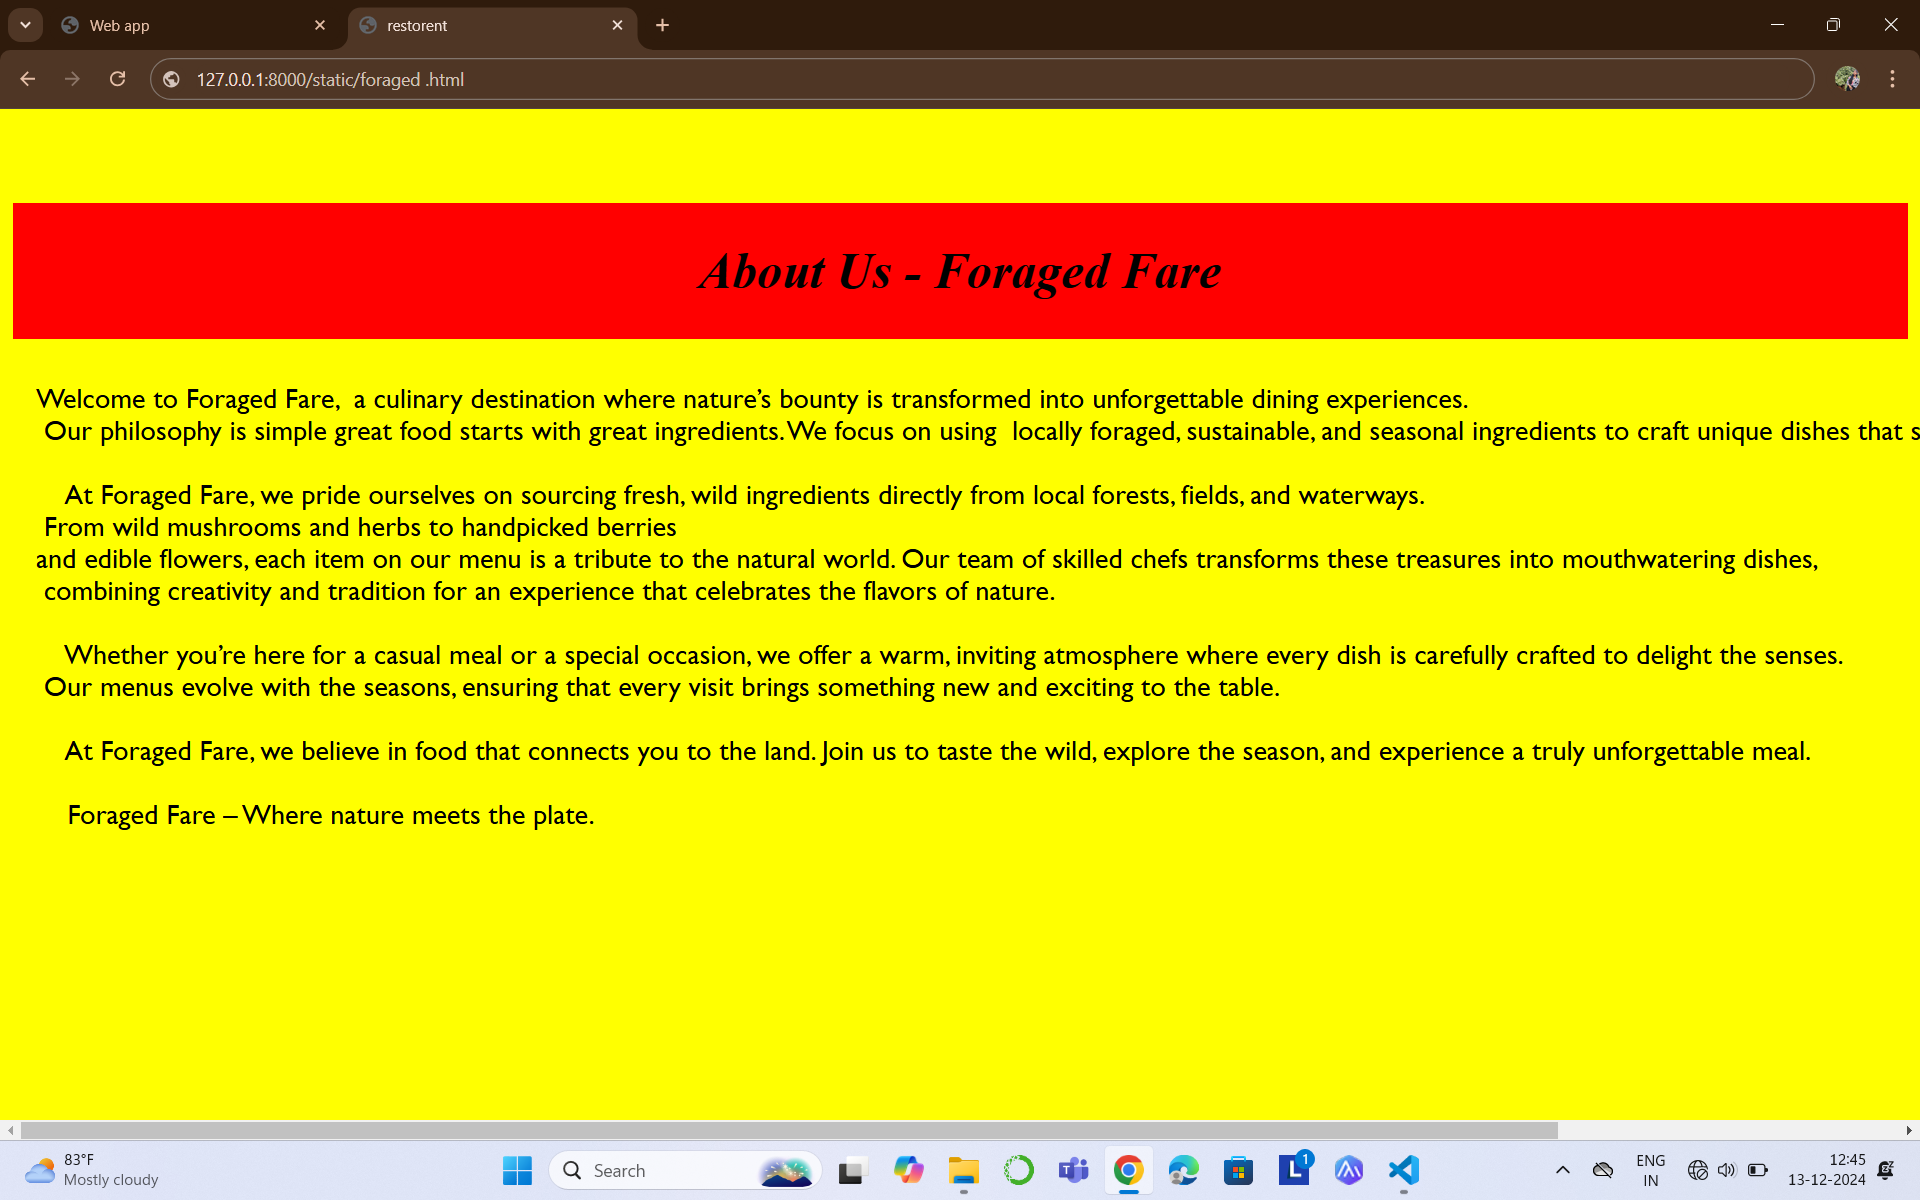 Web app
restorent
127.0.0.1:8000/static/foraged .html
About Us - Foraged Fare
Welcome to Foraged Fare,  a culinary destination where nature’s bounty is transformed into unforgettable dining experiences.
Our philosophy is simple great food starts with great ingredients. We focus on using  locally foraged, sustainable, and seasonal ingredients to craft unique dishes that s
At Foraged Fare, we pride ourselves on sourcing fresh, wild ingredients directly from local forests, fields, and waterways.
From wild mushrooms and herbs to handpicked berries
and edible flowers, each item on our menu is a tribute to the natural world. Our team of skilled chefs transforms these treasures into mouthwatering dishes,
combining creativity and tradition for an experience that celebrates the flavors of nature.
Whether you’re here for a casual meal or a special occasion, we offer a warm, inviting atmosphere where every dish is carefully crafted to delight the senses.
Our menus evolve with the seasons, ensuring that every visit brings something new and exciting to the table.
At Foraged Fare, we believe in food that connects you to the land. Join us to taste the wild, explore the season, and experience a truly unforgettable meal.
Foraged Fare – Where nature meets the plate.
83°F
Mostly cloudy
Search
1
ENG
IN
12:45
13-12-2024